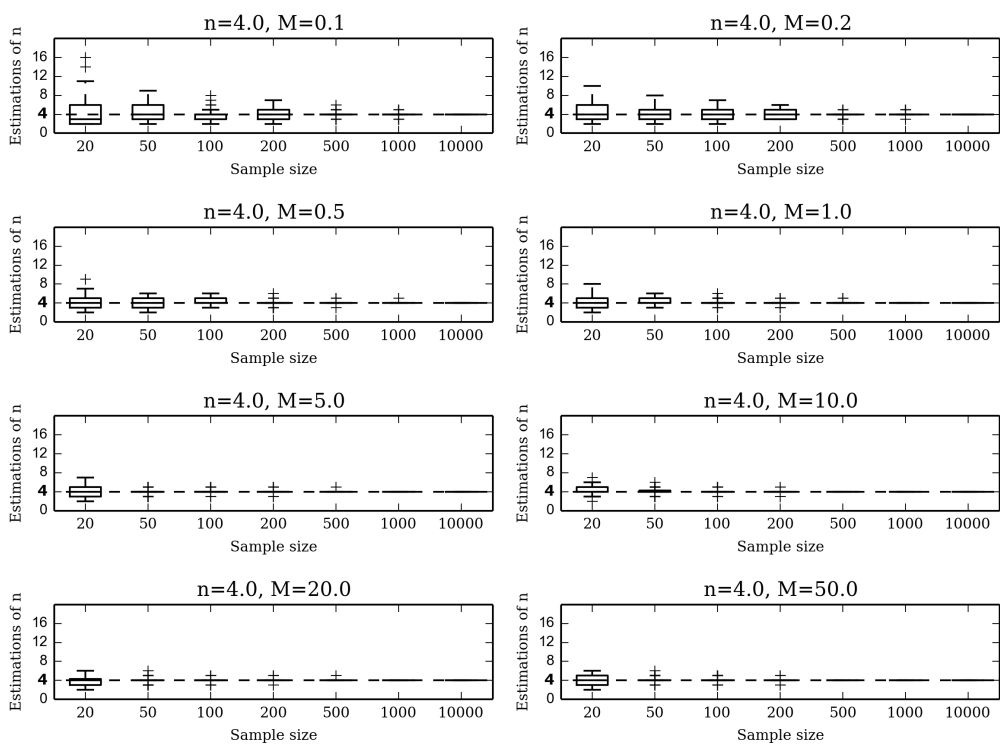 n=4.0, M=0.1
Estimations of n
16
12
8
4
0
20 50 100 200 500 1000 10000
Sample size
n=4.0, M=0.2
Estimations of n
16
12
8
4
0
20 50 100 200 500 1000 10000
Sample size
n=4.0, M=0.5
Estimations of n
16
12
8
4
0
20 50 100 200 500 1000 10000
Sample size
n=4.0, M=1.0
Estimations of n
16
12
8
4
0
20 50 100 200 500 1000 10000
Sample size
n=4.0, M=5.0
Estimations of n
16
12
8
4
0
20 50 100 200 500 1000 10000
Sample size
n=4.0, M=10.0
Estimations of n
16
12
8
4
0
20 50 100 200 500 1000 10000
Sample size
n=4.0, M=20.0
Estimations of n
16
12
8
4
0
20 50 100 200 500 1000 10000
Sample size
n=4.0, M=50.0
Estimations of n
16
12
8
4
0
20 50 100 200 500 1000 10000
Sample size